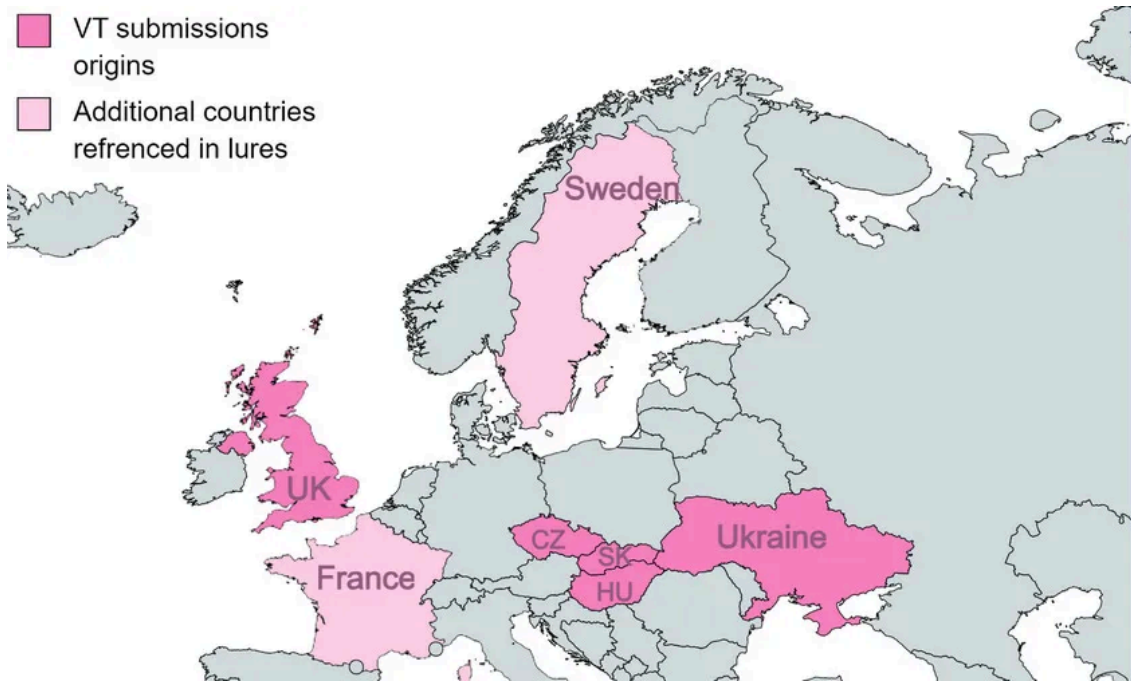 VT submissions
origins
Additional countries
refrenced in lures
Sweden
UK
CZ
Ukraine
SK
France
HU